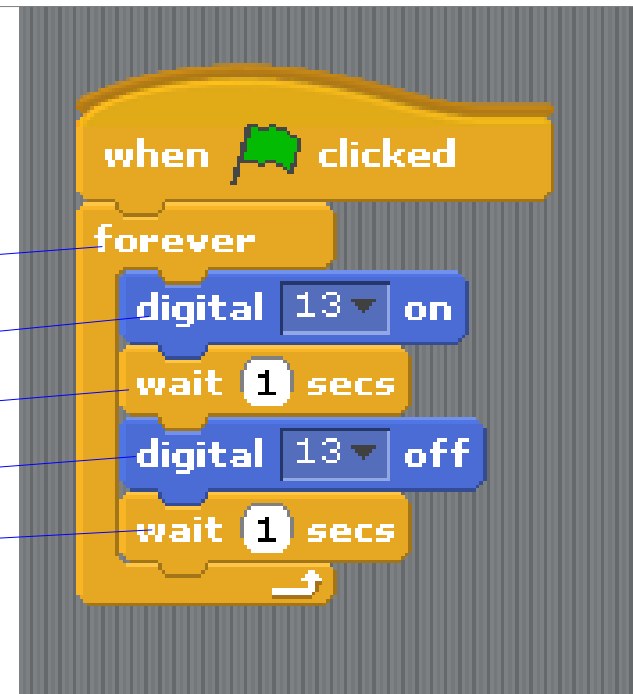 when clicked
forever
digital 13 on
wait 1 secs
digital 13 off
wait 1 secs